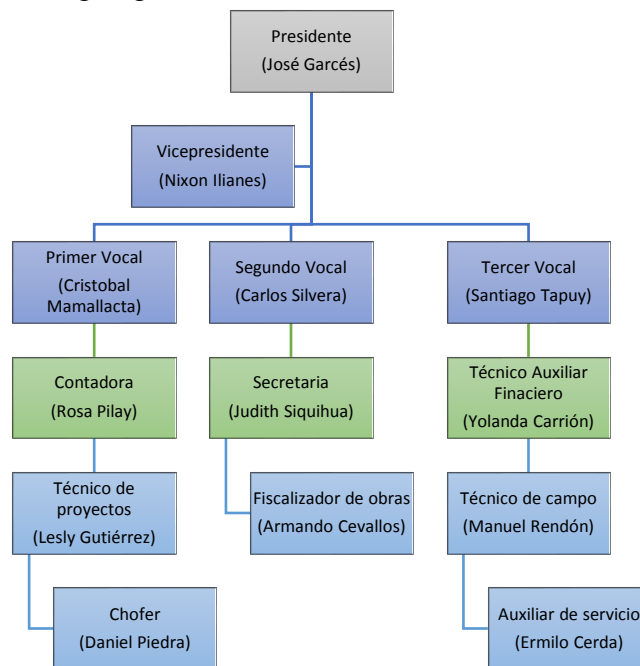 Presidente
(José Garcés)
Vicepresidente
(Nixon Ilianes)
Primer Vocal
(Cristobal
Mamallacta)
Segundo Vocal
(Carlos Silvera)
Tercer Vocal
(Santiago Tapuy)
Contadora
(Rosa Pilay)
Secretaria
(Judith Siquihua)
Técnico Auxiliar
Finaciero
(Yolanda Carrión)
Técnico de
proyectos
(Lesly Gutiérrez)
Fiscalizador de obras
(Armando Cevallos)
Técnico de campo
(Manuel Rendón)
Chofer
(Daniel Piedra)
Auxiliar de servicio
(Ermilo Cerda)